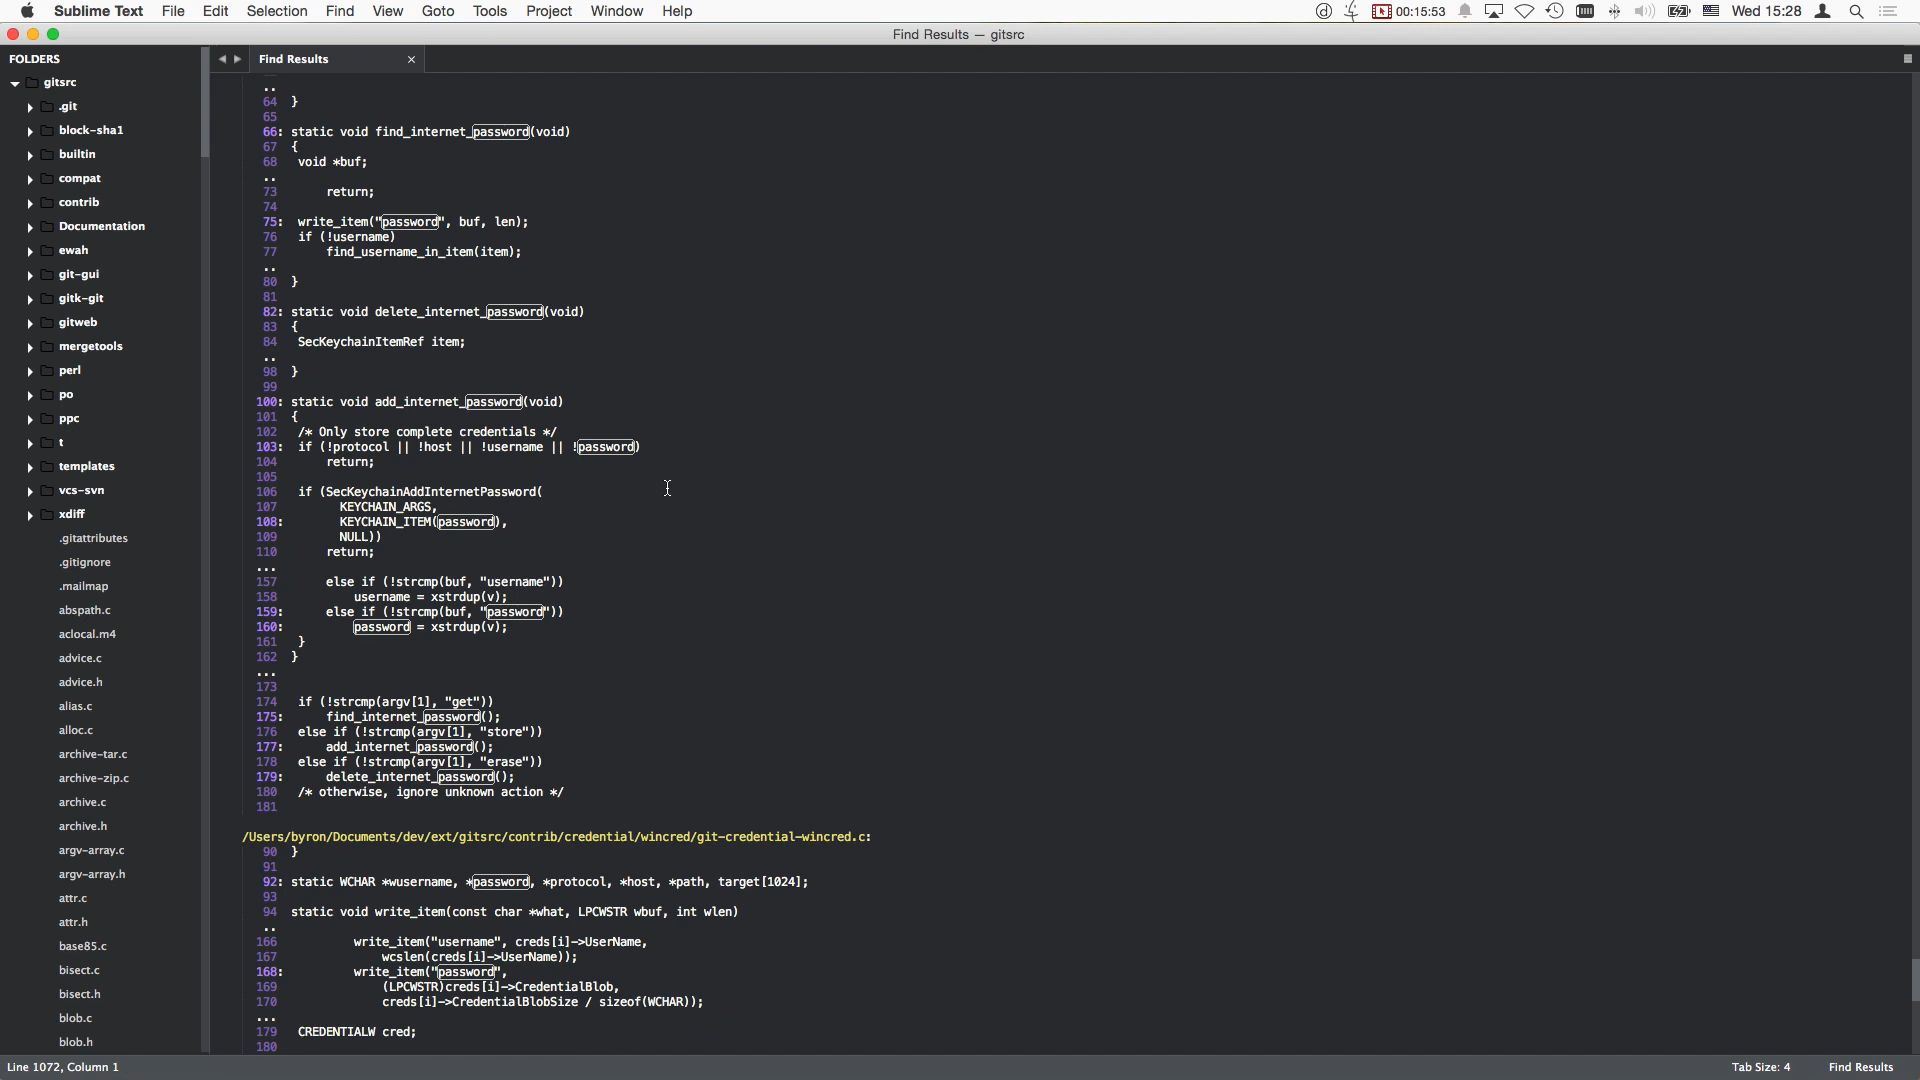 Sublime Text File Edit Selection Find View Goto Tools Project Window Help 00:15:53 Wed 15:28
Find Results — gitsrc
FOLDERS
gitsrc
.git
block-sha1
builtin
compat
contrib
Documentation
ewah
git-gui
gitk-git
gitweb
mergetools
perl
po
ppc
t
templates
vcs-svn
xdiff
.gitattributes
.gitignore
.mailmap
abspath.c
aclocal.m4
advice.c
advice.h
alias.c
alloc.c
archive-tar.c
archive-zip.c
archive.c
archive.h
argv-array.c
argv-array.h
attr.c
attr.h
base85.c
bisect.c
bisect.h
blob.c
blob.h
Find Results ×
..
64 }
65
66: static void find_internet_password(void)
67 {
68 void *buf;
..
73 return;
74
75: write_item("password", buf, len);
76 if (!username)
77 find_username_in_item(item);
..
80 }
81
82: static void delete_internet_password(void)
83 {
84 SecKeychainItemRef item;
..
98 }
99
100: static void add_internet_password(void)
101 {
102 /* Only store complete credentials */
103: if (!protocol || !host || !username || !password)
104 return;
105
106 if (SecKeychainAddInternetPassword(
107 KEYCHAIN_ARGS,
108: KEYCHAIN_ITEM(password),
109 NULL))
110 return;
...
157 else if (!strcmp(buf, "username"))
158 username = xstrdup(v);
159: else if (!strcmp(buf, "password"))
160: password = xstrdup(v);
161 }
162 }
...
173
174 if (!strcmp(argv[1], "get"))
175: find_internet_password();
176 else if (!strcmp(argv[1], "store"))
177: add_internet_password();
178 else if (!strcmp(argv[1], "erase"))
179: delete_internet_password();
180 /* otherwise, ignore unknown action */
181
/Users/byron/Documents/dev/ext/gitsrc/contrib/credential/wincred/git-credential-wincred.c:
90 }
91
92: static WCHAR *wusername, *password, *protocol, *host, *path, target[1024];
93
94 static void write_item(const char *what, LPCWSTR wbuf, int wlen)
..
166 write_item("username", creds[i]->UserName,
167 wcslen(creds[i]->UserName));
168: write_item("password",
169 (LPCWSTR)creds[i]->CredentialBlob,
170 creds[i]->CredentialBlobSize / sizeof(WCHAR));
...
179 CREDENTIALW cred;
180
Line 1072, Column 1 Tab Size: 4 Find Results